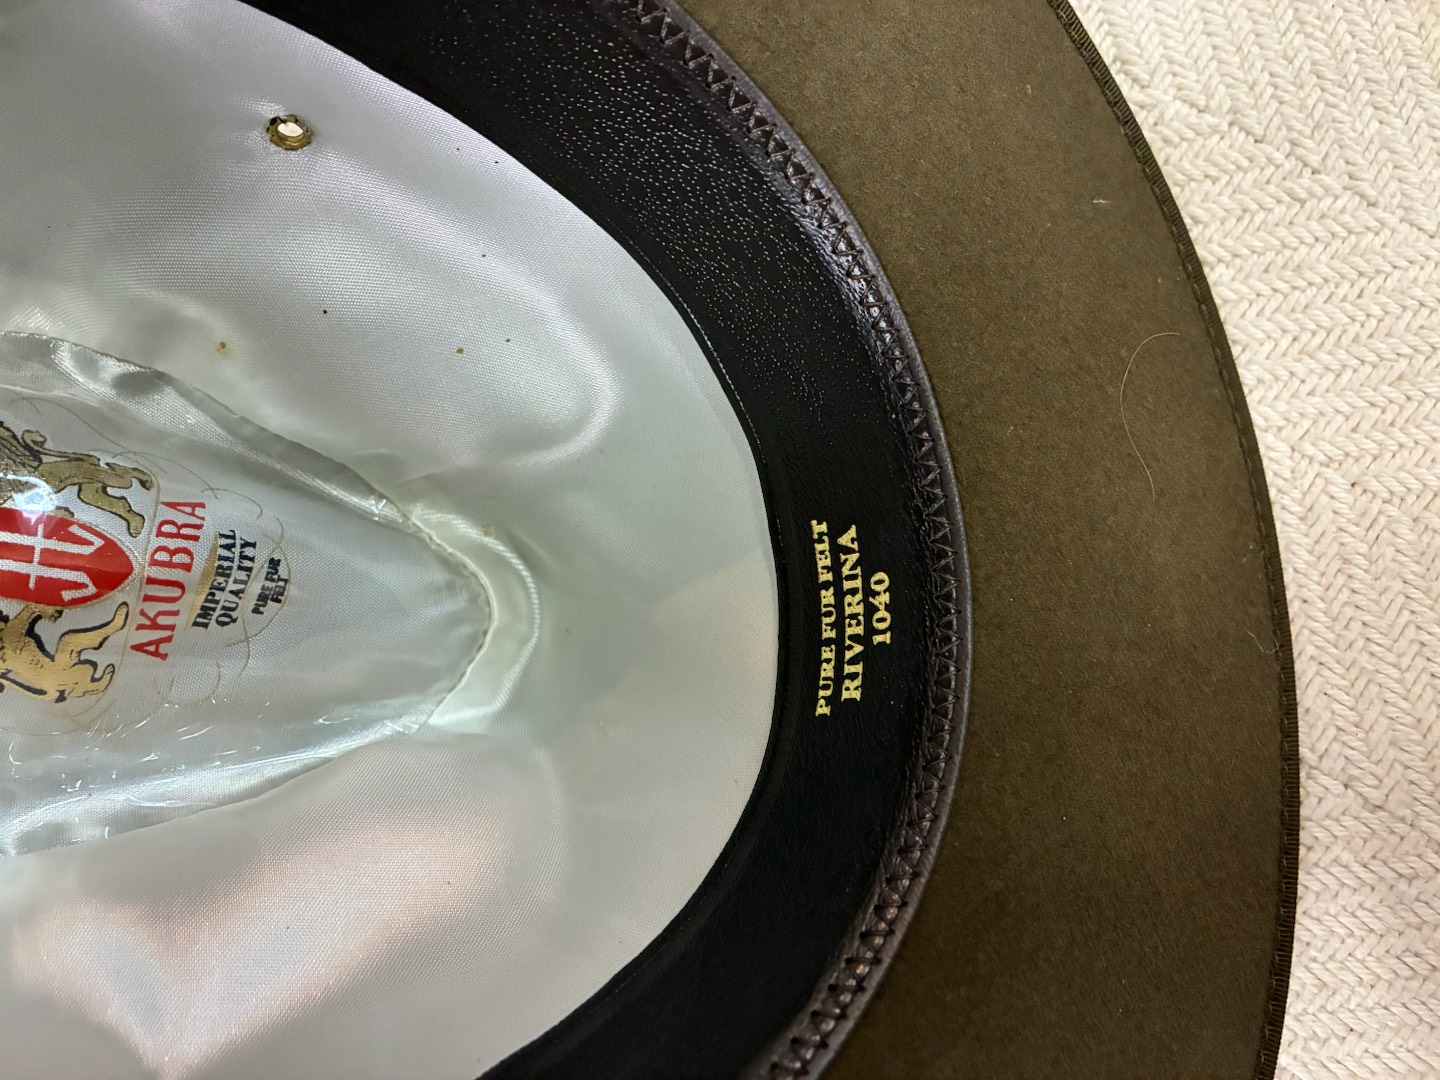 AKUBRA
IMPERIAL
QUALITY
PURE FUR
FELT
PURE FUR FELT
RIVERINA
1040